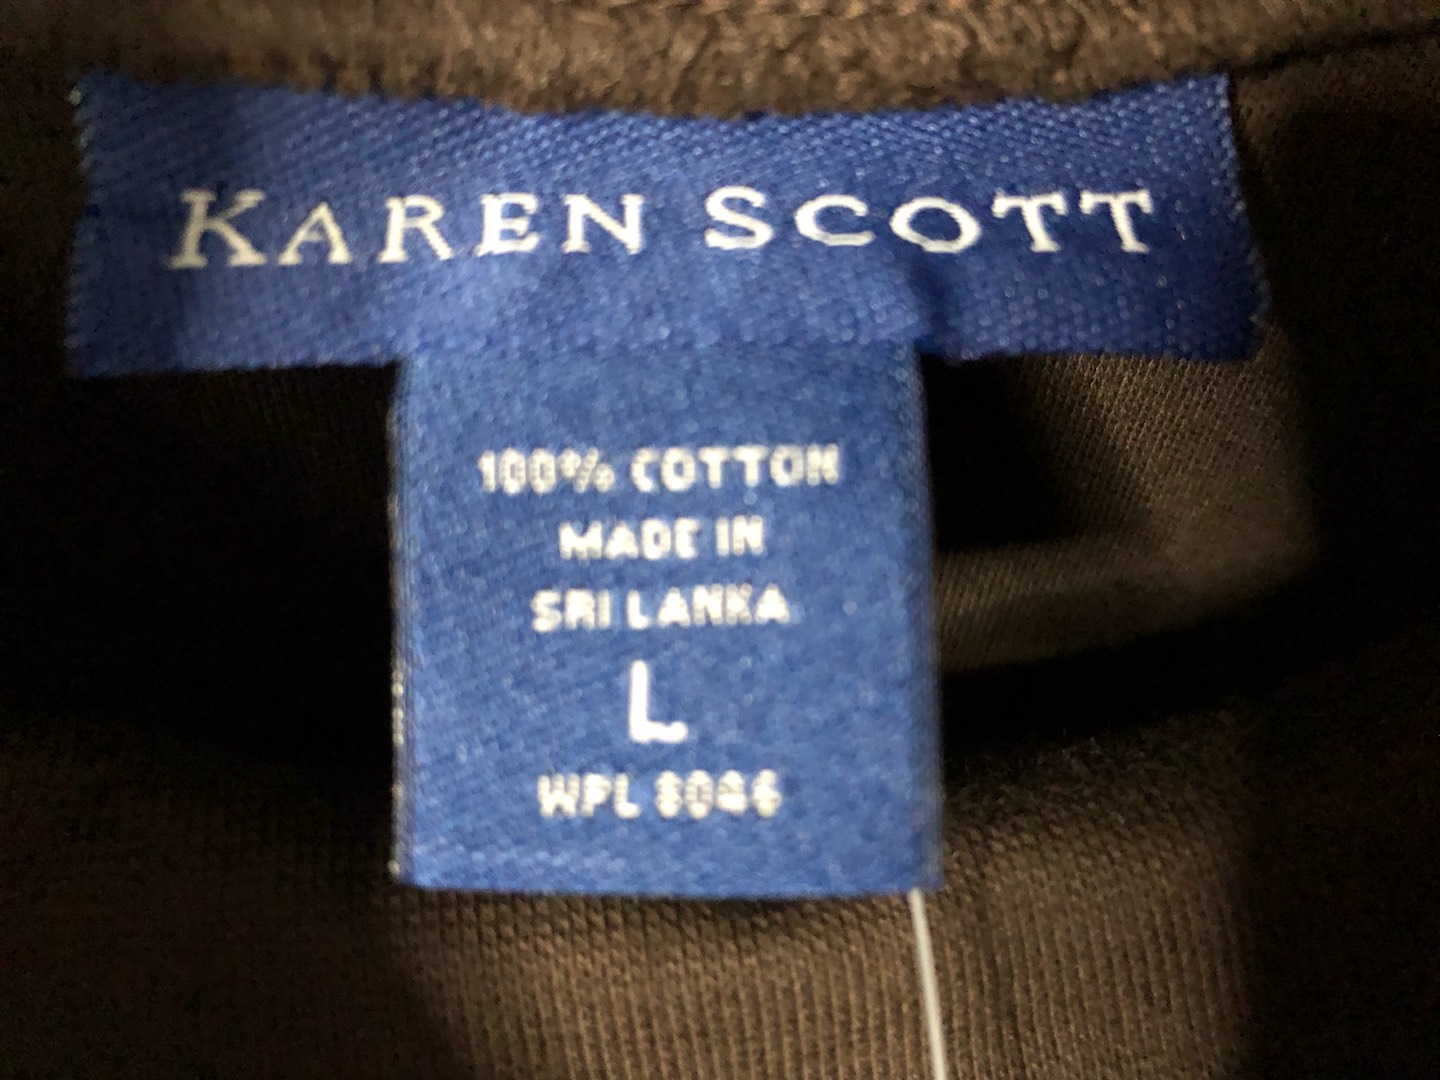 KAREN SCOTT
100% COTTON
MADE IN
SRI LANKA
L
WPL 8046